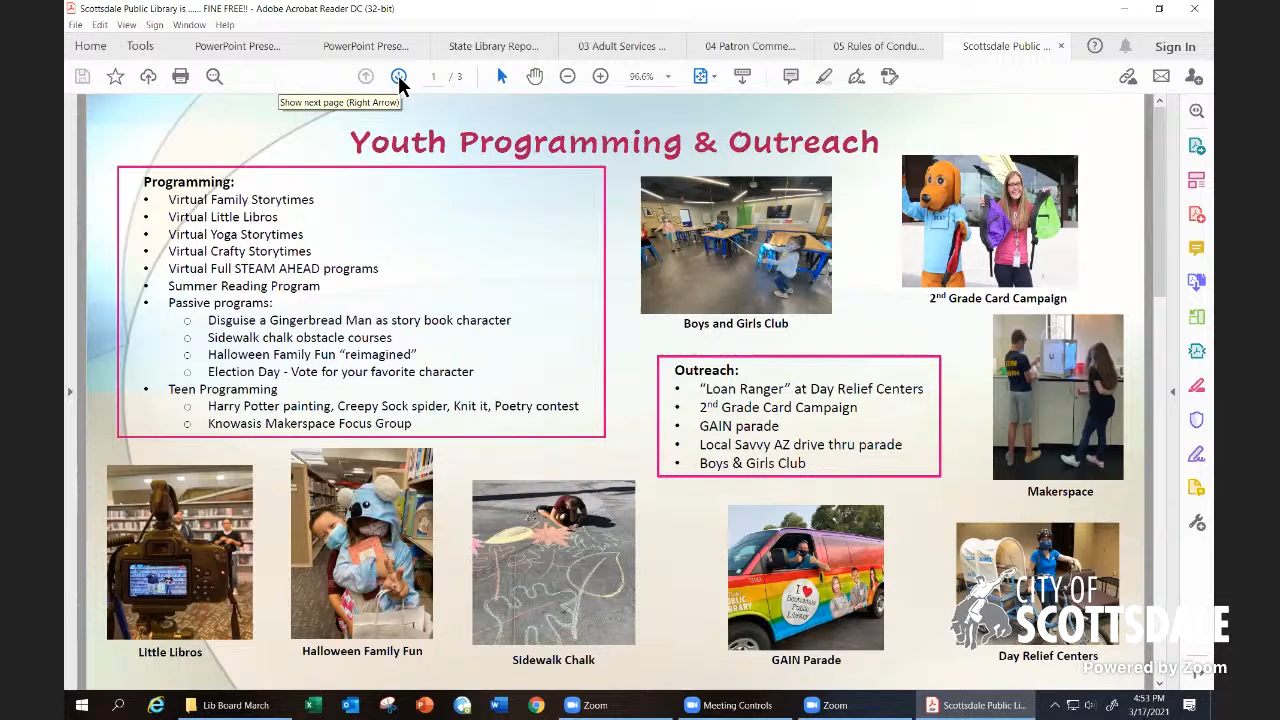 Scottsdale Public Library is ...... FINE FREE!! - Adobe Acrobat Reader DC (32-bit)
File Edit View Sign Window Help
Home Tools PowerPoint Prese... PowerPoint Prese... State Library Repo... 03 Adult Services ... 04 Patron Comme... 05 Rules of Condu... Scottsdale Public ... Sign In
1 / 3 96.6%
Show next page (Right Arrow)
Youth Programming & Outreach
Programming:
• Virtual Family Storytimes
• Virtual Little Libros
• Virtual Yoga Storytimes
• Virtual Crafty Storytimes
• Virtual Full STEAM AHEAD programs
• Summer Reading Program
• Passive programs:
○ Disguise a Gingerbread Man as story book character
○ Sidewalk chalk obstacle courses
○ Halloween Family Fun “reimagined”
○ Election Day - Vote for your favorite character
• Teen Programming
○ Harry Potter painting, Creepy Sock spider, Knit it, Poetry contest
○ Knowasis Makerspace Focus Group
Boys and Girls Club
2nd Grade Card Campaign
Outreach:
• “Loan Ranger” at Day Relief Centers
• 2nd Grade Card Campaign
• GAIN parade
• Local Savvy AZ drive thru parade
• Boys & Girls Club
Makerspace
Little Libros
Halloween Family Fun
Sidewalk Chalk
I ❤
Scottsdale
Public
Library
PUBLIC
LIBRARY
GAIN Parade
Day Relief Centers
CITY OF
SCOTTSDALE
Powered by Zoom
Lib Board March Zoom Meeting Controls Zoom Scottsdale Public Li...
4:53 PM
3/17/2021